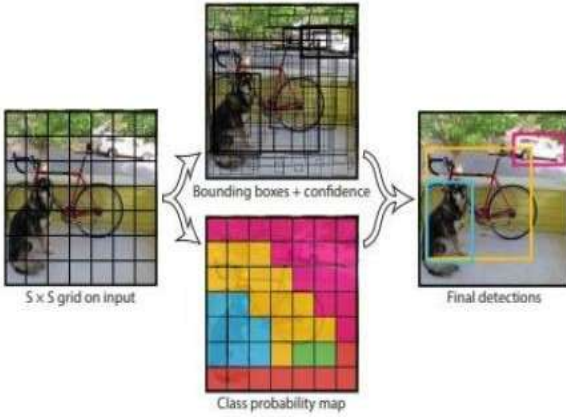 Bounding boxes + confidence
S × S grid on input
Final detections
Class probability map